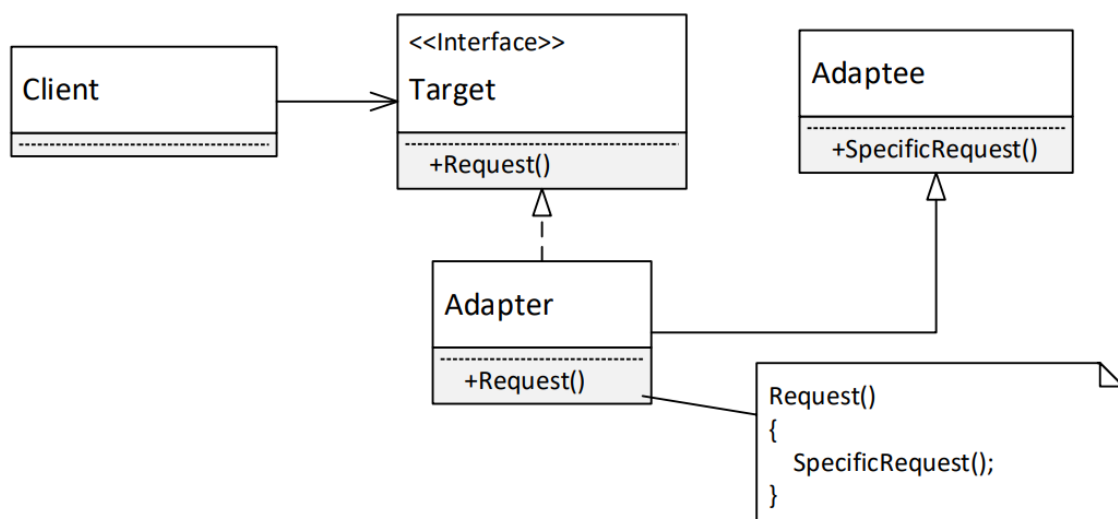 Client
<<Interface>>
Target
+Request()
Adaptee
+SpecificRequest()
Adapter
+Request()
Request()
{
SpecificRequest();
}